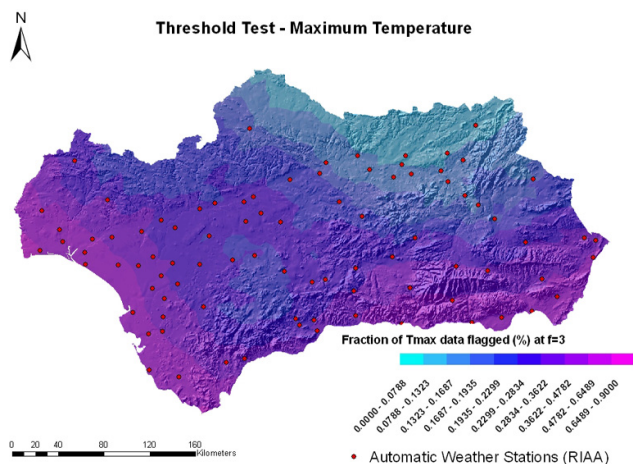 N
Threshold Test - Maximum Temperature
Fraction of Tmax data flagged (%) at f=3
0.0000 - 0.0788
0.0788 - 0.1323
0.1323 - 0.1687
0.1687 - 0.1935
0.1935 - 0.2299
0.2299 - 0.2834
0.2834 - 0.3622
0.3622 - 0.4782
0.4782 - 0.6489
0.6489 - 0.9000
0 20 40 80 120 160
Kilometers
Automatic Weather Stations (RIAA)